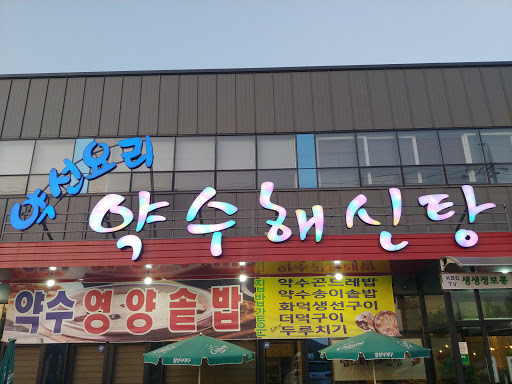 약선요리
약수해신탕
약수영양솥밥
약수곤드레밥
약수송이솥밥
화덕생선구이
더덕구이
두루치기
KBS
TV
생생정보통